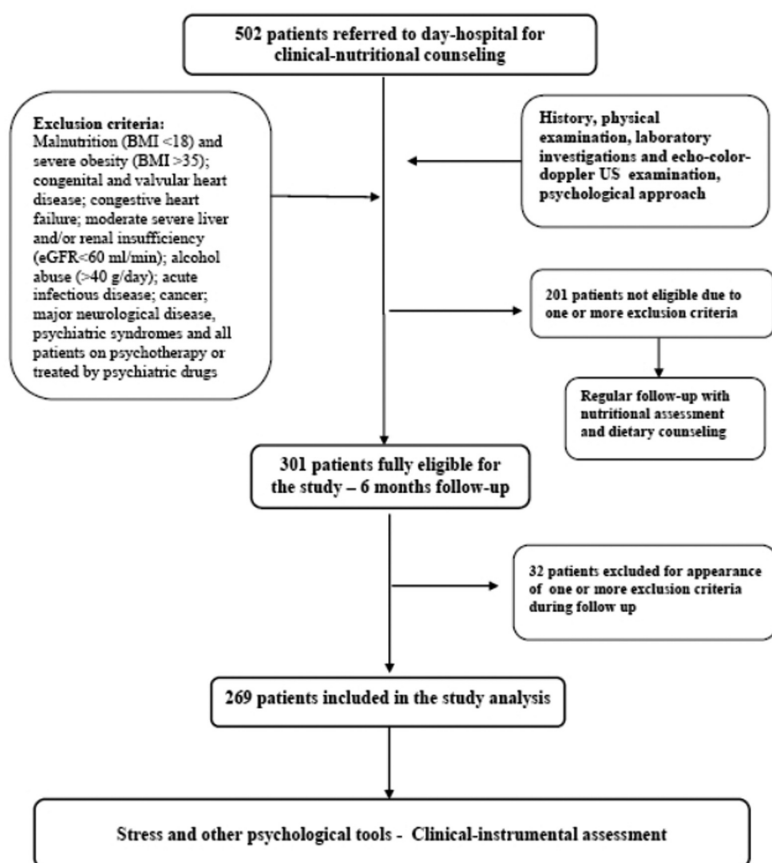 502 patients referred to day-hospital for
clinical-nutritional counseling
Exclusion criteria:
Malnutrition (BMI <18) and
severe obesity (BMI >35);
congenital and valvular heart
disease; congestive heart
failure; moderate severe liver
and/or renal insufficiency
(eGFR<60 ml/min); alcohol
abuse (>40 g/day); acute
infectious disease; cancer;
major neurological disease,
psychiatric syndromes and all
patients on psychotherapy or
treated by psychiatric drugs
History, physical
examination, laboratory
investigations and echo-color-
doppler US examination,
psychological approach
201 patients not eligible due to
one or more exclusion criteria
Regular follow-up with
nutritional assessment
and dietary counseling
301 patients fully eligible for
the study – 6 months follow-up
32 patients excluded for appearance
of one or more exclusion criteria
during follow up
269 patients included in the study analysis
Stress and other psychological tools - Clinical-instrumental assessment